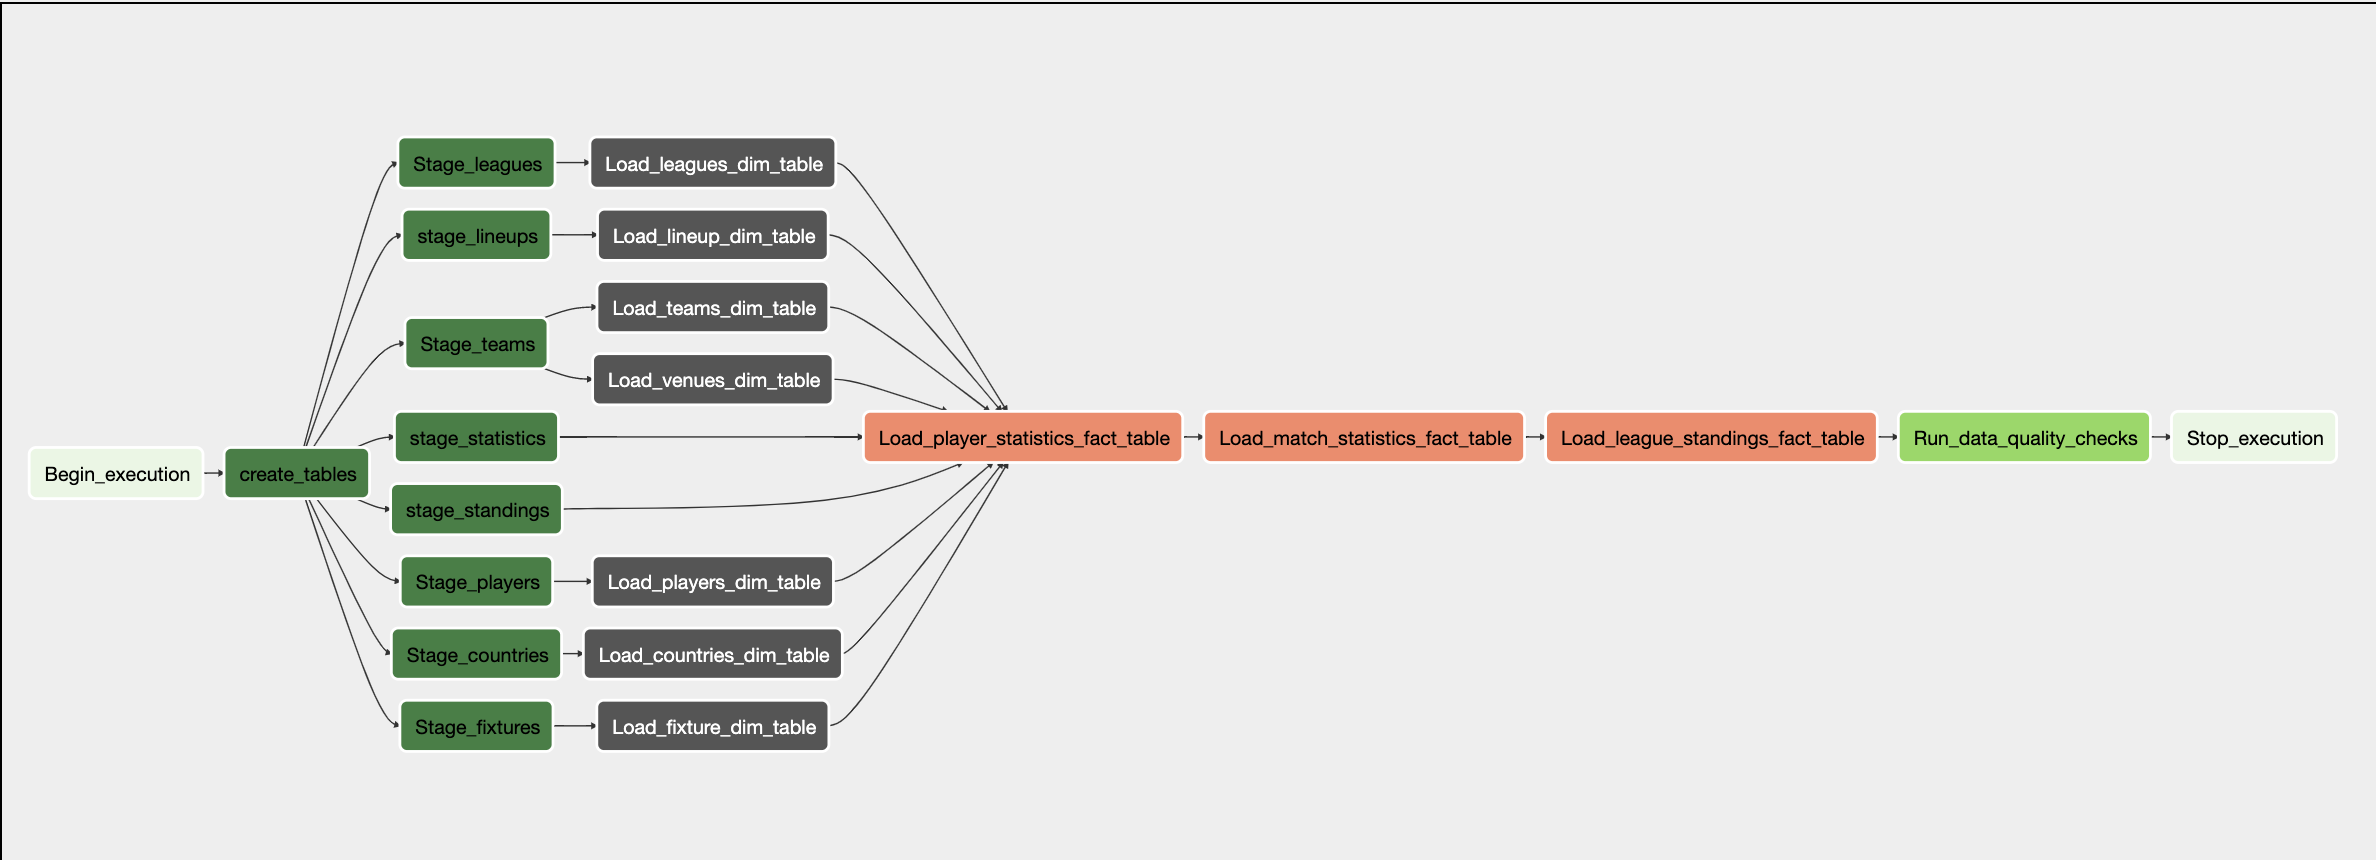 Begin_execution
create_tables
Stage_leagues
stage_lineups
Stage_teams
stage_statistics
stage_standings
Stage_players
Stage_countries
Stage_fixtures
Load_leagues_dim_table
Load_lineup_dim_table
Load_teams_dim_table
Load_venues_dim_table
Load_players_dim_table
Load_countries_dim_table
Load_fixture_dim_table
Load_player_statistics_fact_table
Load_match_statistics_fact_table
Load_league_standings_fact_table
Run_data_quality_checks
Stop_execution